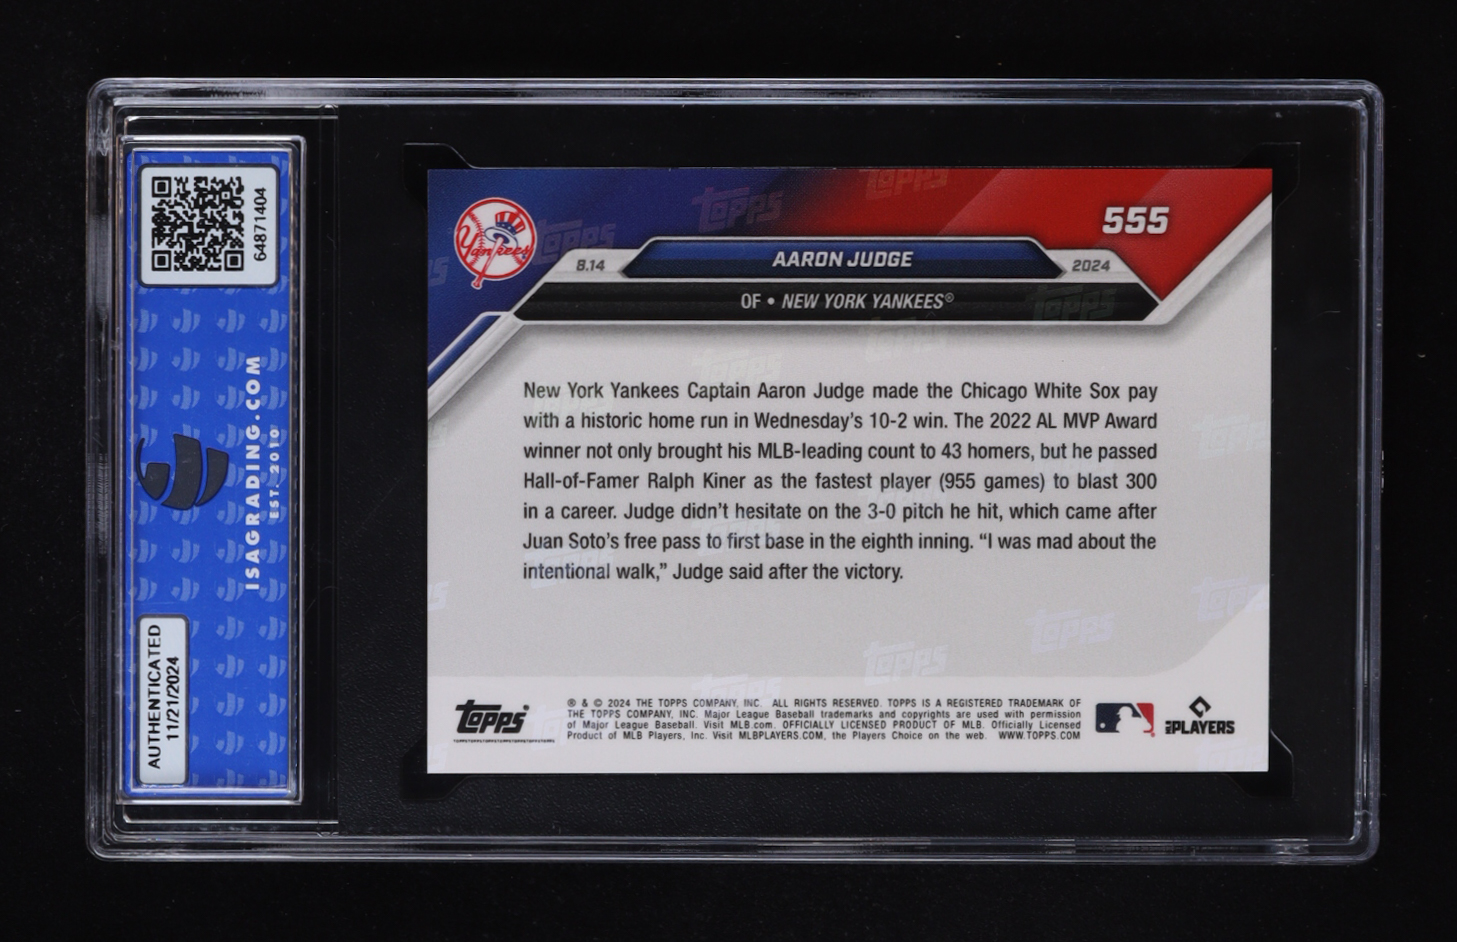 64871404
ISAGRADING.COM
EST. 2010
AUTHENTICATED
11/21/2024
Yankees
555
8.14
AARON JUDGE
2024
OF • NEW YORK YANKEES®
New York Yankees Captain Aaron Judge made the Chicago White Sox pay
with a historic home run in Wednesday's 10-2 win. The 2022 AL MVP Award
winner not only brought his MLB-leading count to 43 homers, but he passed
Hall-of-Famer Ralph Kiner as the fastest player (955 games) to blast 300
in a career. Judge didn't hesitate on the 3-0 pitch he hit, which came after
Juan Soto's free pass to first base in the eighth inning. “I was mad about the
intentional walk,” Judge said after the victory.
Topps®
® & © 2024 THE TOPPS COMPANY, INC. ALL RIGHTS RESERVED. TOPPS IS A REGISTERED TRADEMARK OF
THE TOPPS COMPANY, INC. Major League Baseball trademarks and copyrights are used with permission
of Major League Baseball. Visit MLB.com. OFFICIALLY LICENSED PRODUCT OF MLB. Officially Licensed
Product of MLB Players, Inc. Visit MLBPLAYERS.COM, the Players Choice on the web. WWW.TOPPS.COM
MLB PLAYERS